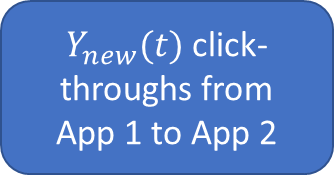 Y_new(t) click-
throughs from
App 1 to App 2